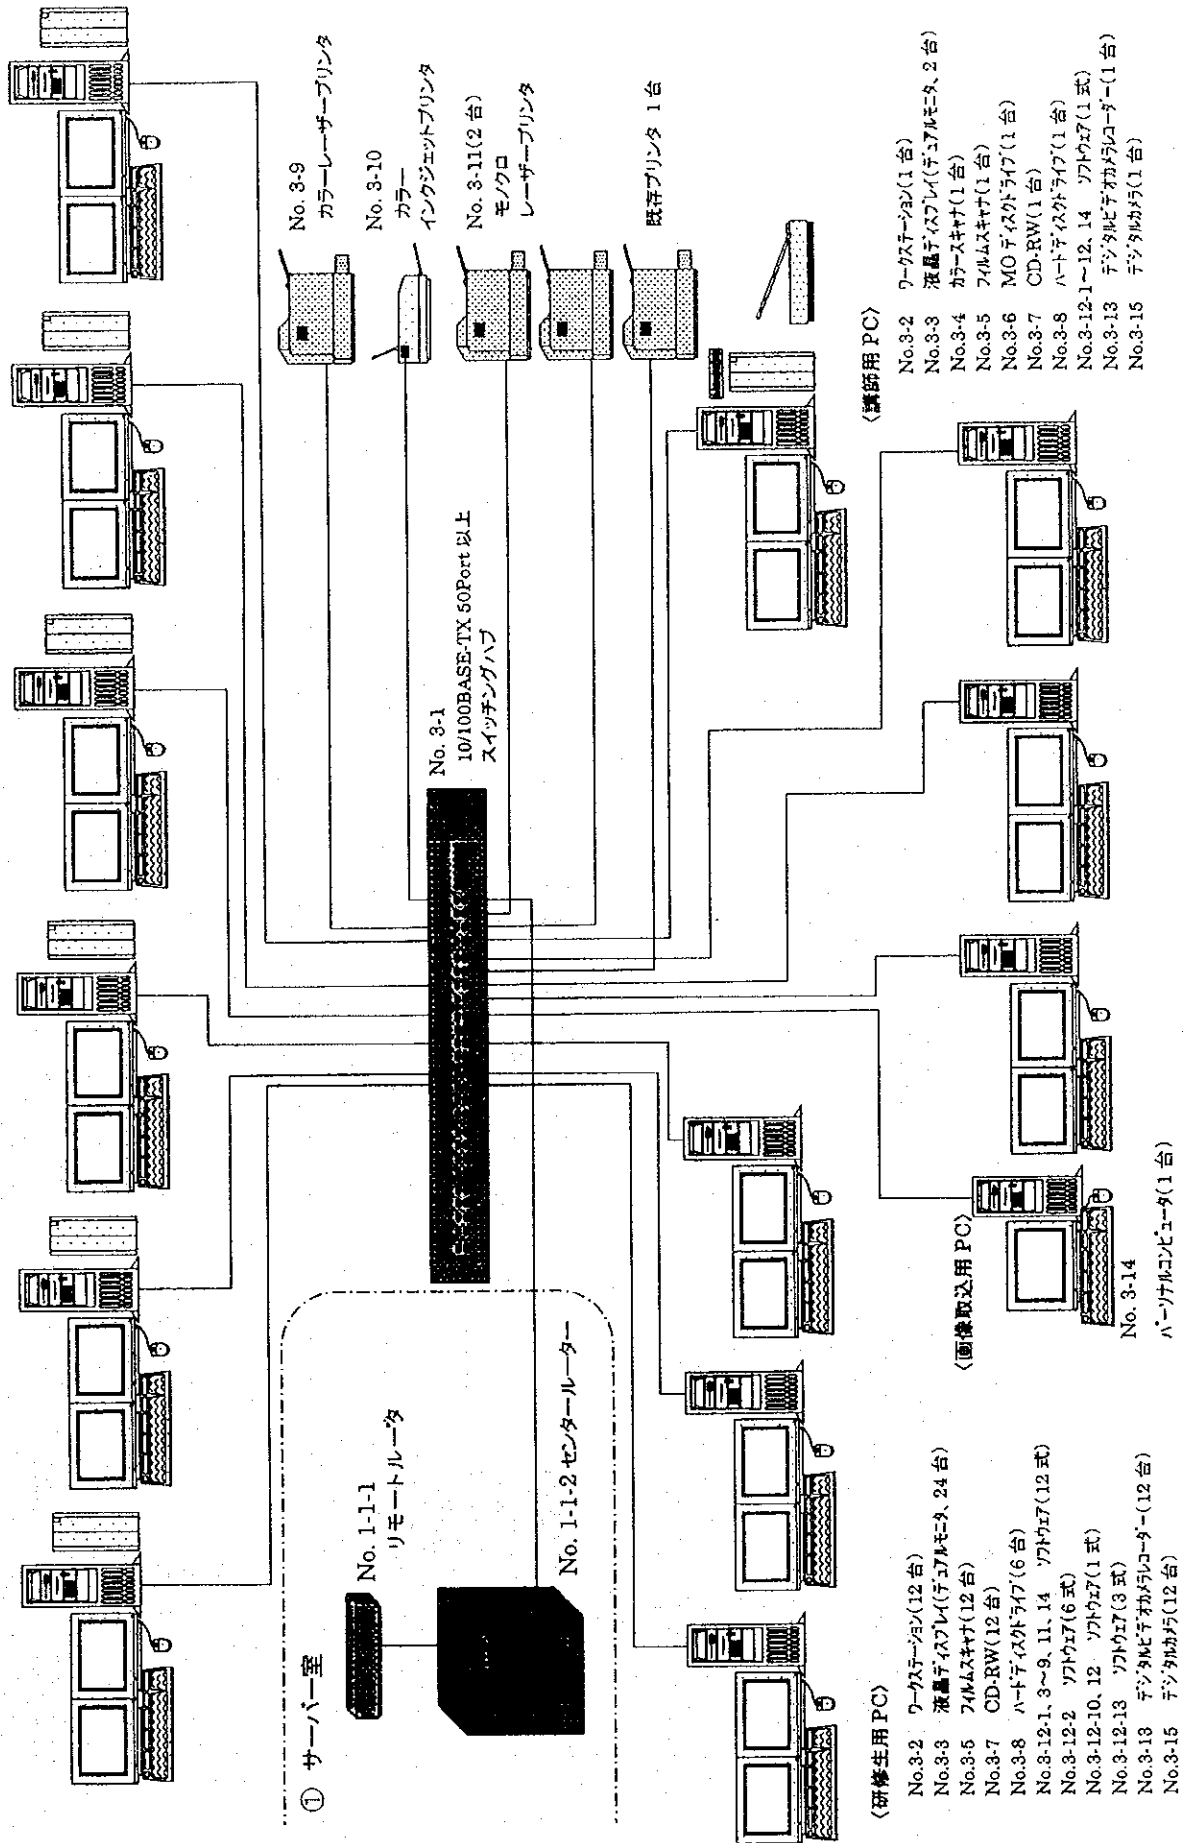 ① サーバー室
No. 1-1-1
リモートルータ
No. 1-1-2 センタールーター
No. 3-1
10/100BASE-TX 50Port 以上
スイッチングハブ
No. 3-9
カラーレーザープリンタ
No. 3-10
カラー
インクジェットプリンタ
No. 3-11(2 台)
モノクロ
レーザープリンタ
既存プリンタ 1 台
〈研修生用 PC〉
No.3-2 ワークステーション(12 台)
No.3-3 液晶ディスプレイ(デュアルモニタ、24 台)
No.3-5 フィルムスキャナ(12 台)
No.3-7 CD-RW(12 台)
No.3-8 ハードディスクドライブ(6 台)
No.3-12-1、3~9、11、14 ソフトウェア(12 式)
No.3-12-2 ソフトウェア(6 式)
No.3-12-10、12 ソフトウェア(1 式)
No.3-12-13 ソフトウェア(3 式)
No.3-13 デジタルビデオカメラレコーダー(12 台)
No.3-15 デジタルカメラ(12 台)
〈画像取込用 PC〉
No. 3-14
パーソナルコンピュータ(1 台)
〈講師用 PC〉
No.3-2 ワークステーション(1 台)
No.3-3 液晶ディスプレイ(デュアルモニタ、2 台)
No.3-4 カラースキャナ(1 台)
No.3-5 フィルムスキャナ(1 台)
No.3-6 MO ディスクドライブ(1 台)
No.3-7 CD-RW(1 台)
No.3-8 ハードディスクドライブ(1 台)
No.3-12-1~12、14 ソフトウェア(1 式)
No.3-13 デジタルビデオカメラレコーダー(1 台)
No.3-15 デジタルカメラ(1 台)